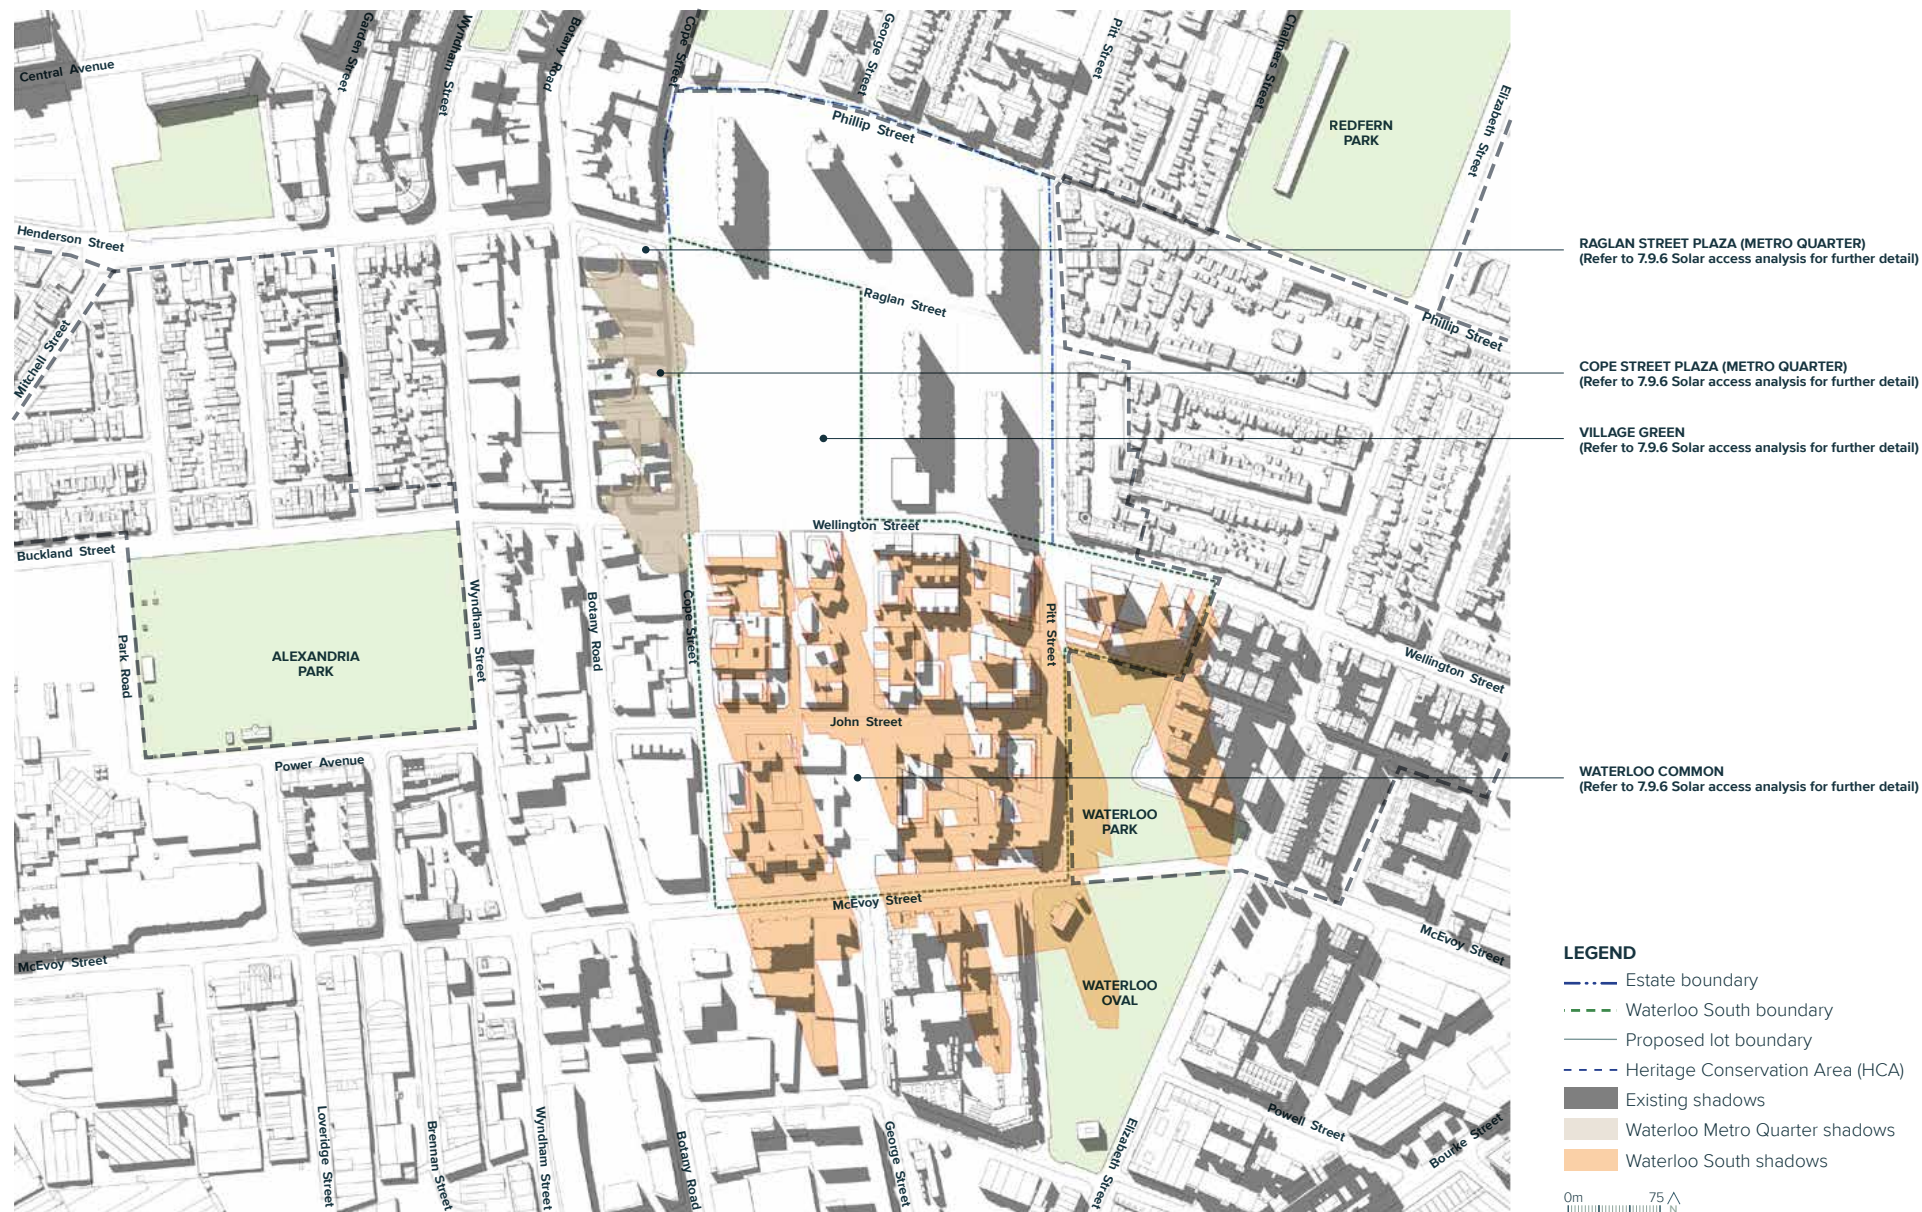 Central Avenue
Garden Street
Wyndham Street
Botany Road
Cope Street
George Street
Pitt Street
Chalmers Street
Elizabeth Street
REDFERN
PARK
Phillip Street
Henderson Street
Mitchell Street
Raglan Street
Phillip Street
RAGLAN STREET PLAZA (METRO QUARTER)
(Refer to 7.9.6 Solar access analysis for further detail)
COPE STREET PLAZA (METRO QUARTER)
(Refer to 7.9.6 Solar access analysis for further detail)
VILLAGE GREEN
(Refer to 7.9.6 Solar access analysis for further detail)
Wellington Street
Buckland Street
Park Road
ALEXANDRIA
PARK
Wyndham Street
Botany Road
Cope Street
Pitt Street
Wellington Street
John Street
Power Avenue
WATERLOO
PARK
WATERLOO COMMON
(Refer to 7.9.6 Solar access analysis for further detail)
McEvoy Street
McEvoy Street
McEvoy Street
WATERLOO
OVAL
Loveridge Street
Brennan Street
Wyndham Street
Botany Road
George Street
Elizabeth Street
Powell Street
Bourke Street
LEGEND
Estate boundary
Waterloo South boundary
Proposed lot boundary
Heritage Conservation Area (HCA)
Existing shadows
Waterloo Metro Quarter shadows
Waterloo South shadows
0m 75
N